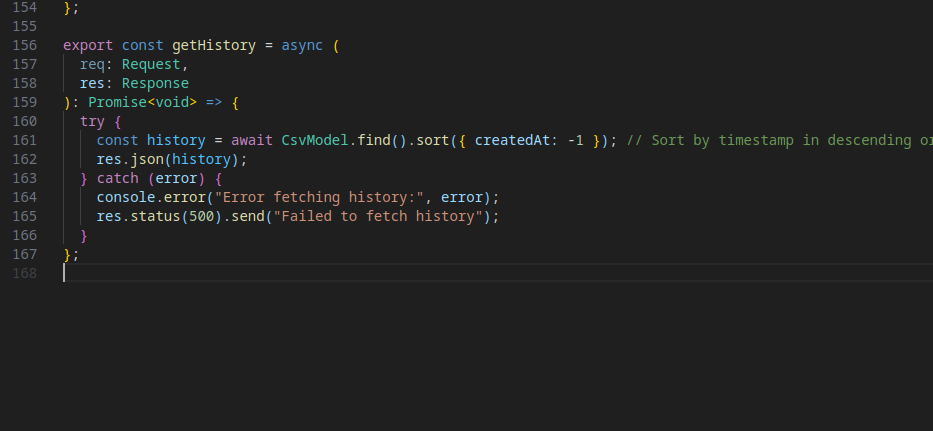 154 };
155
156 export const getHistory = async (
157   req: Request,
158   res: Response
159 ): Promise<void> => {
160   try {
161     const history = await CsvModel.find().sort({ createdAt: -1 }); // Sort by timestamp in descending
162     res.json(history);
163   } catch (error) {
164     console.error("Error fetching history:", error);
165     res.status(500).send("Failed to fetch history");
166   }
167 };
168